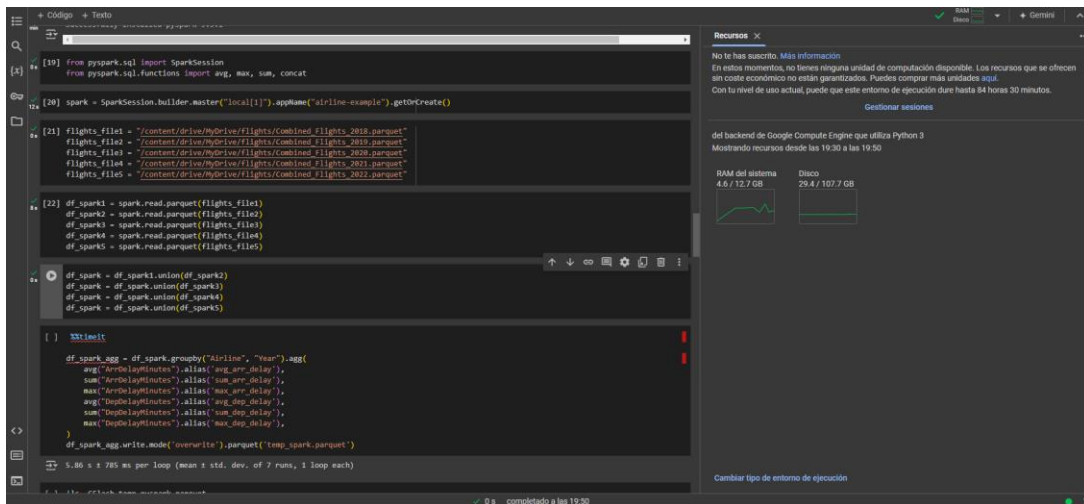 + Código + Texto
RAM
Disco
+ Gemini
Successfully installed pyspark-3.5.1
[19] from pyspark.sql import SparkSession
from pyspark.sql.functions import avg, max, sum, concat
[20] spark = SparkSession.builder.master("local[1]").appName("airline-example").getOrCreate()
[21] flights_file1 = "/content/drive/MyDrive/flights/Combined_Flights_2018.parquet"
flights_file2 = "/content/drive/MyDrive/flights/Combined_Flights_2019.parquet"
flights_file3 = "/content/drive/MyDrive/flights/Combined_Flights_2020.parquet"
flights_file4 = "/content/drive/MyDrive/flights/Combined_Flights_2021.parquet"
flights_file5 = "/content/drive/MyDrive/flights/Combined_Flights_2022.parquet"
[22] df_spark1 = spark.read.parquet(flights_file1)
df_spark2 = spark.read.parquet(flights_file2)
df_spark3 = spark.read.parquet(flights_file3)
df_spark4 = spark.read.parquet(flights_file4)
df_spark5 = spark.read.parquet(flights_file5)
df_spark = df_spark1.union(df_spark2)
df_spark = df_spark.union(df_spark3)
df_spark = df_spark.union(df_spark4)
df_spark = df_spark.union(df_spark5)
[ ] %%timeit
df_spark_agg = df_spark.groupby("Airline", "Year").agg(
avg("ArrDelayMinutes").alias('avg_arr_delay'),
sum("ArrDelayMinutes").alias('sum_arr_delay'),
max("ArrDelayMinutes").alias('max_arr_delay'),
avg("DepDelayMinutes").alias('avg_dep_delay'),
sum("DepDelayMinutes").alias('sum_dep_delay'),
max("DepDelayMinutes").alias('max_dep_delay'),
)
df_spark_agg.write.mode('overwrite').parquet('temp_spark.parquet')
5.86 s ± 785 ms per loop (mean ± std. dev. of 7 runs, 1 loop each)
Recursos
No te has suscrito. Más información
En estos momentos, no tienes ninguna unidad de computación disponible. Los recursos que se ofrecen
sin coste económico no están garantizados. Puedes comprar más unidades aquí.
Con tu nivel de uso actual, puede que este entorno de ejecución dure hasta 84 horas 30 minutos.
Gestionar sesiones
del backend de Google Compute Engine que utiliza Python 3
Mostrando recursos desde las 19:30 a las 19:50
RAM del sistema
4.6 / 12.7 GB
Disco
29.4 / 107.7 GB
Cambiar tipo de entorno de ejecución
0 s completado a las 19:50